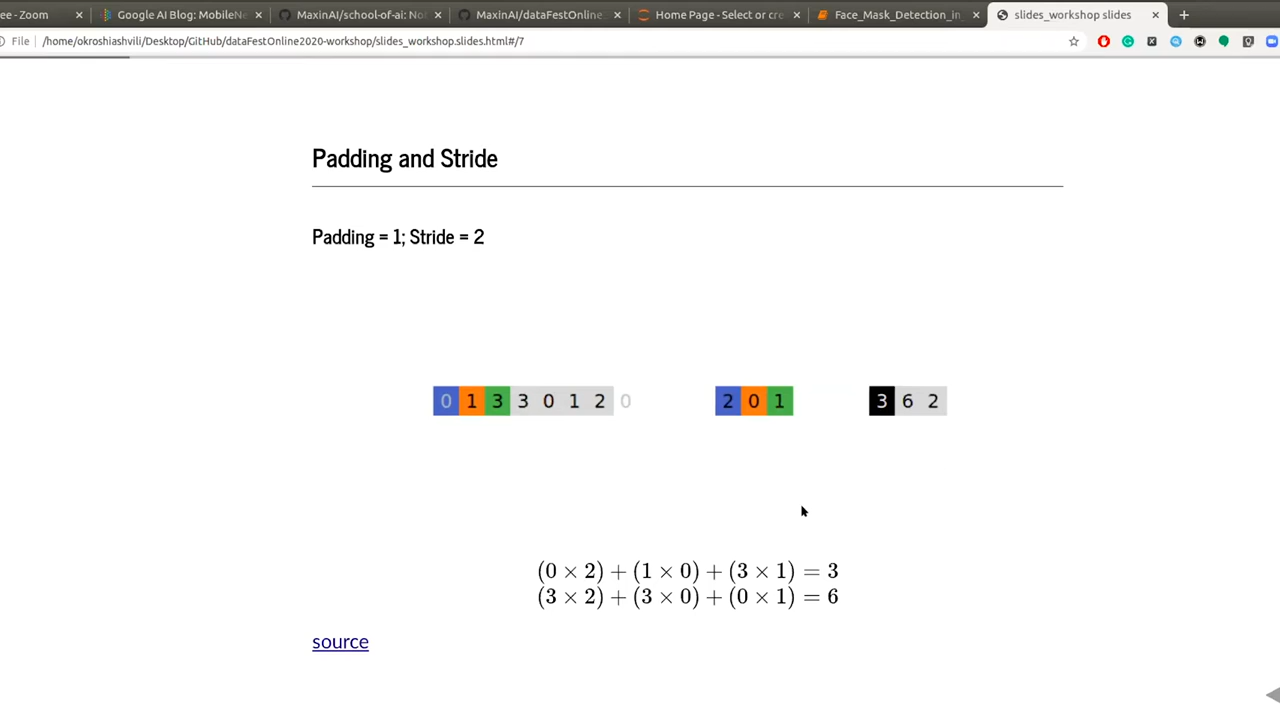 ee - Zoom
Google AI Blog: MobileNe
MaxinAI/school-of-ai: No
MaxinAI/dataFestOnline
Home Page - Select or cre
Face_Mask_Detection_in
slides_workshop slides
File /home/okroshiashvili/Desktop/GitHub/dataFestOnline2020-workshop/slides_workshop.slides.html#/7
Padding and Stride
Padding = 1; Stride = 2
0 1 3 3 0 1 2 0
2 0 1
3 6 2
(0 × 2) + (1 × 0) + (3 × 1) = 3
(3 × 2) + (3 × 0) + (0 × 1) = 6
source